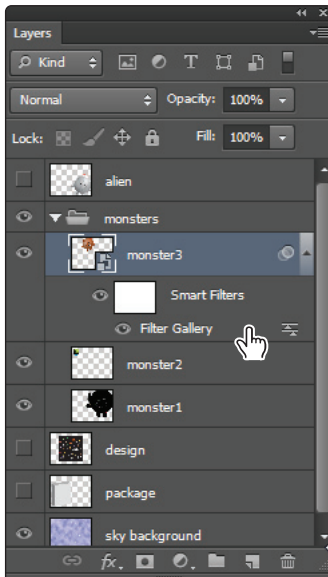 Layers
Kind T
Normal Opacity: 100%
Lock: Fill: 100%
alien
monsters
monster3
Smart Filters
Filter Gallery
monster2
monster1
design
package
sky background
fx.